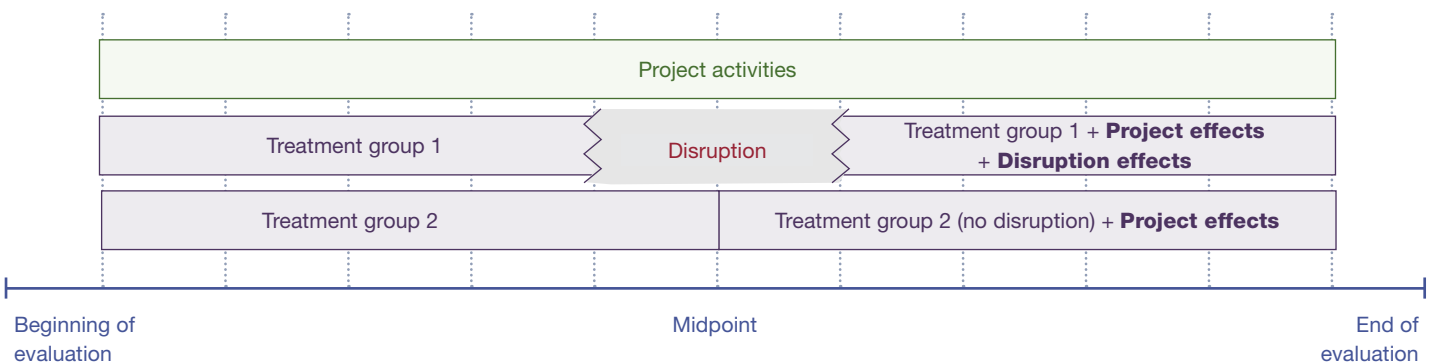 Project activities
Treatment group 1
Disruption
Treatment group 1 + Project effects
+ Disruption effects
Treatment group 2
Treatment group 2 (no disruption) + Project effects
Beginning of
evaluation
Midpoint
End of
evaluation